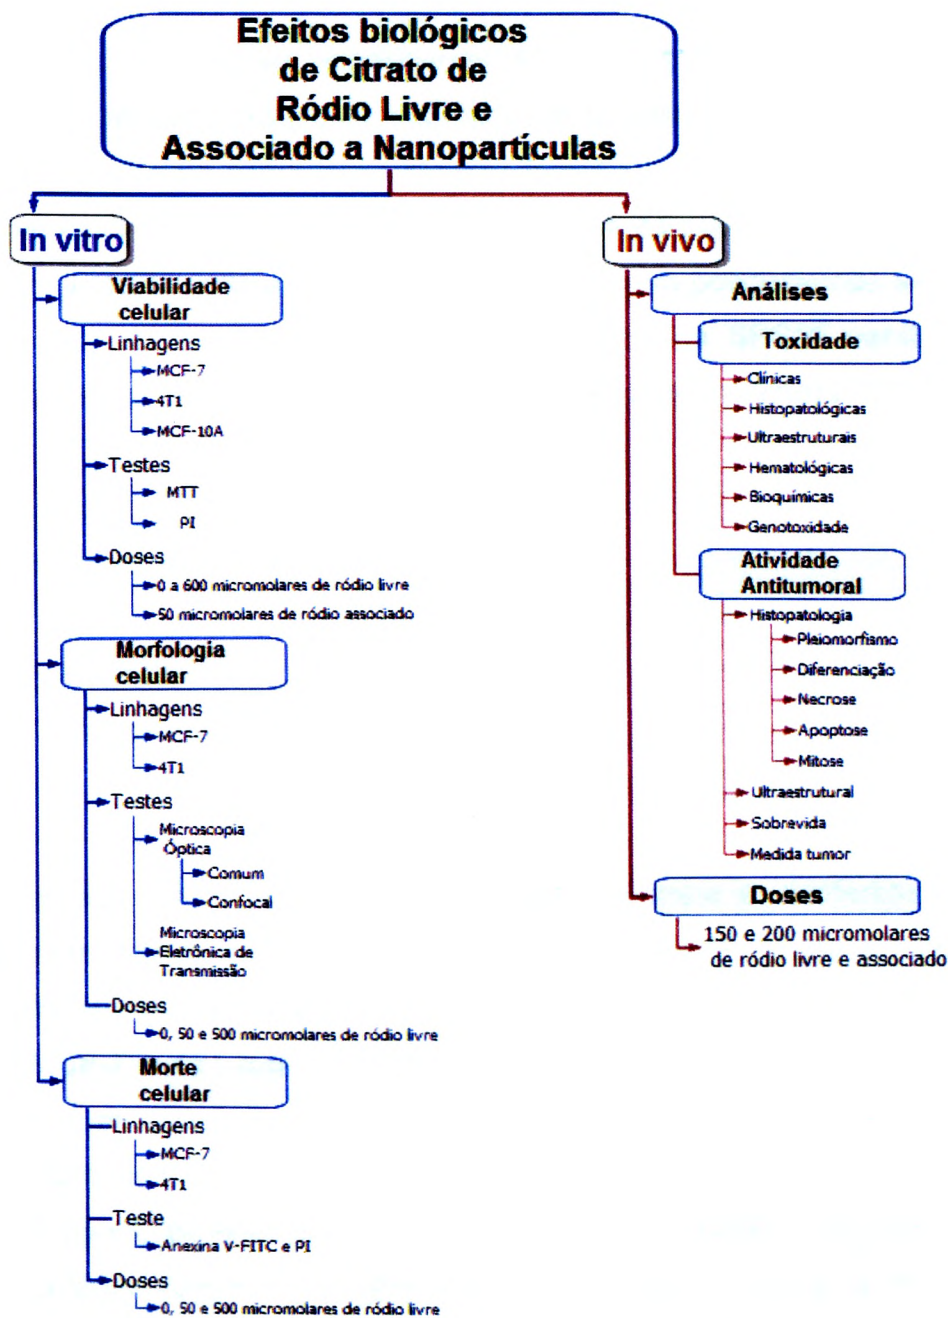 Efeitos biológicos
de Citrato de
Ródio Livre e
Associado a Nanopartículas
In vitro
Viabilidade
celular
Linhagens
MCF-7
4T1
MCF-10A
Testes
MTT
PI
Doses
0 a 600 micromolares de ródio livre
50 micromolares de ródio associado
Morfologia
celular
Linhagens
MCF-7
4T1
Testes
Microscopia
Óptica
Comum
Confocal
Microscopia
Eletrônica de
Transmissão
Doses
0, 50 e 500 micromolares de ródio livre
Morte
celular
Linhagens
MCF-7
4T1
Teste
Anexina V-FITC e PI
Doses
0, 50 e 500 micromolares de ródio livre
In vivo
Análises
Toxidade
Clínicas
Histopatológicas
Ultraestruturais
Hematológicas
Bioquímicas
Genotoxidade
Atividade
Antitumoral
Histopatologia
Pleiomorfismo
Diferenciação
Necrose
Apoptose
Mitose
Ultraestrutural
Sobrevida
Medida tumor
Doses
150 e 200 micromolares
de ródio livre e associado